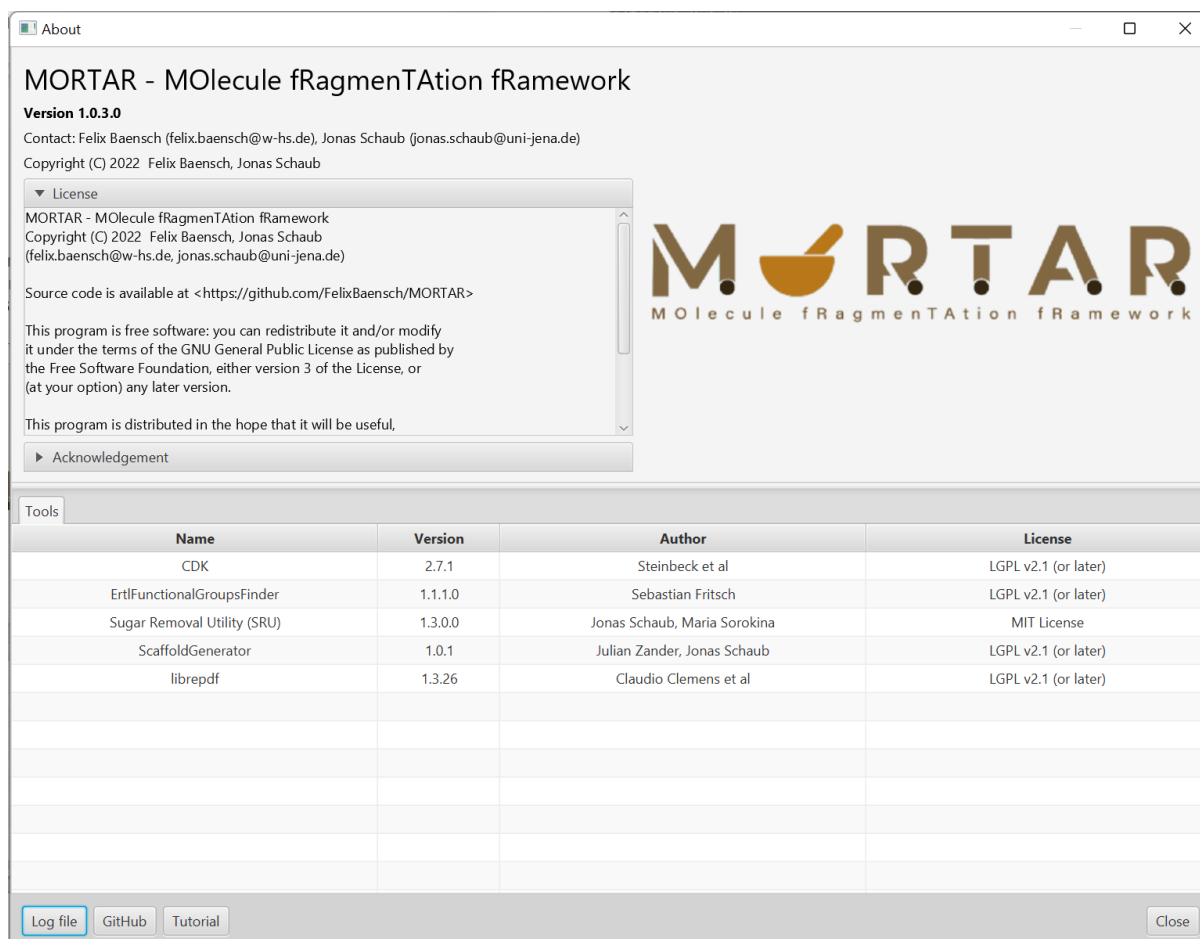 About
MORTAR - MOlecule fRagmenTAtion fRamework
Version 1.0.3.0
Contact: Felix Baensch (felix.baensch@w-hs.de), Jonas Schaub (jonas.schaub@uni-jena.de)
Copyright (C) 2022  Felix Baensch, Jonas Schaub
License
MORTAR - MOlecule fRagmenTAtion fRamework
Copyright (C) 2022  Felix Baensch, Jonas Schaub
(felix.baensch@w-hs.de, jonas.schaub@uni-jena.de)
Source code is available at <https://github.com/FelixBaensch/MORTAR>
This program is free software: you can redistribute it and/or modify
it under the terms of the GNU General Public License as published by
the Free Software Foundation, either version 3 of the License, or
(at your option) any later version.
This program is distributed in the hope that it will be useful,
Acknowledgement
MORTAR
MOlecule fRagmenTAtion fRamework
Tools
Name Version Author License
CDK 2.7.1 Steinbeck et al LGPL v2.1 (or later)
ErtlFunctionalGroupsFinder 1.1.1.0 Sebastian Fritsch LGPL v2.1 (or later)
Sugar Removal Utility (SRU) 1.3.0.0 Jonas Schaub, Maria Sorokina MIT License
ScaffoldGenerator 1.0.1 Julian Zander, Jonas Schaub LGPL v2.1 (or later)
librepdf 1.3.26 Claudio Clemens et al LGPL v2.1 (or later)
Log file GitHub Tutorial Close